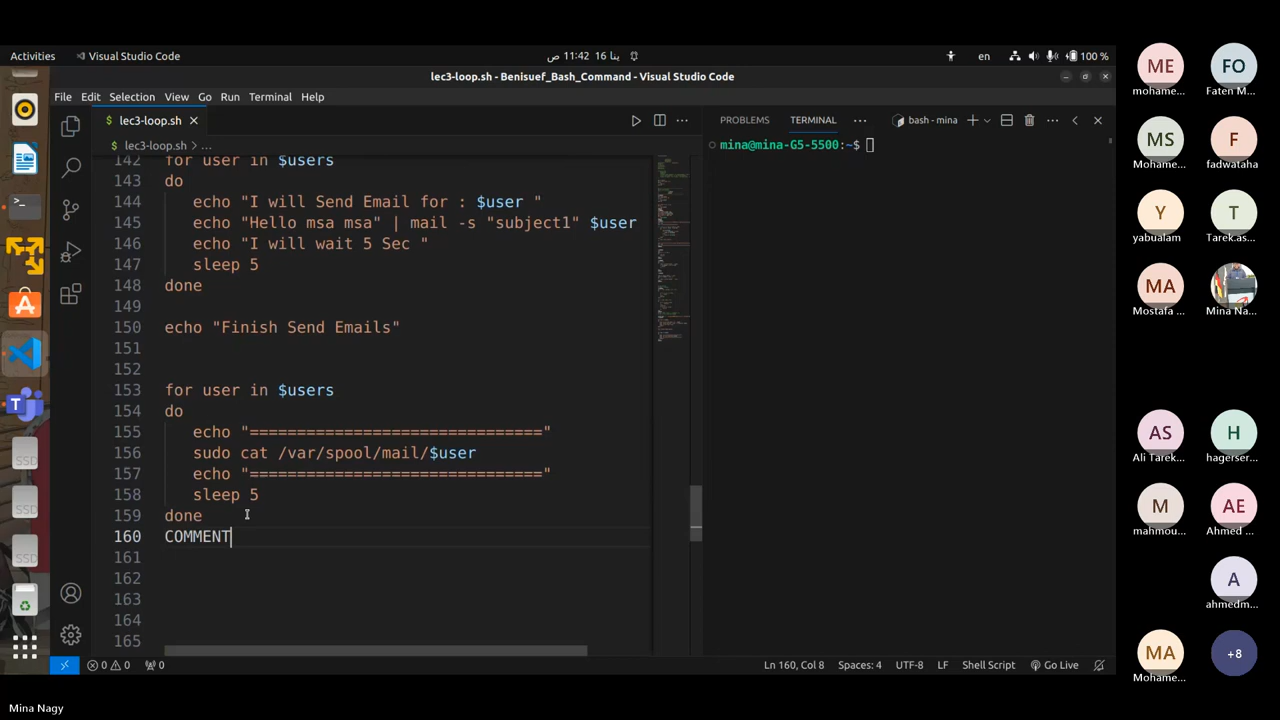 Activities
Visual Studio Code
11:42 ص
16 ينا
en
100 %
lec3-loop.sh - Benisuef_Bash_Command - Visual Studio Code
File Edit Selection View Go Run Terminal Help
lec3-loop.sh
PROBLEMS TERMINAL
bash - mina
lec3-loop.sh > ...
mina@mina-G5-5500:~$
142 for user in $users
143 do
144 echo "I will Send Email for : $user "
145 echo "Hello msa msa" | mail -s "subject1" $user
146 echo "I will wait 5 Sec "
147 sleep 5
148 done
149
150 echo "Finish Send Emails"
151
152
153 for user in $users
154 do
155 echo "==============================="
156 sudo cat /var/spool/mail/$user
157 echo "==============================="
158 sleep 5
159 done
160 COMMENT
161
162
163
164
165
0 0 0
Ln 160, Col 8 Spaces: 4 UTF-8 LF Shell Script Go Live
SSD
SSD
SSD
Mina Nagy
ME
mohame...
FO
Faten M...
MS
Mohame...
F
fadwataha
Y
yabualam
T
Tarek.as...
MA
Mostafa ...
Mina Na...
AS
Ali Tarek...
H
hagerser...
M
mahmou...
AE
Ahmed ...
A
ahmedm...
MA
Mohame...
+8